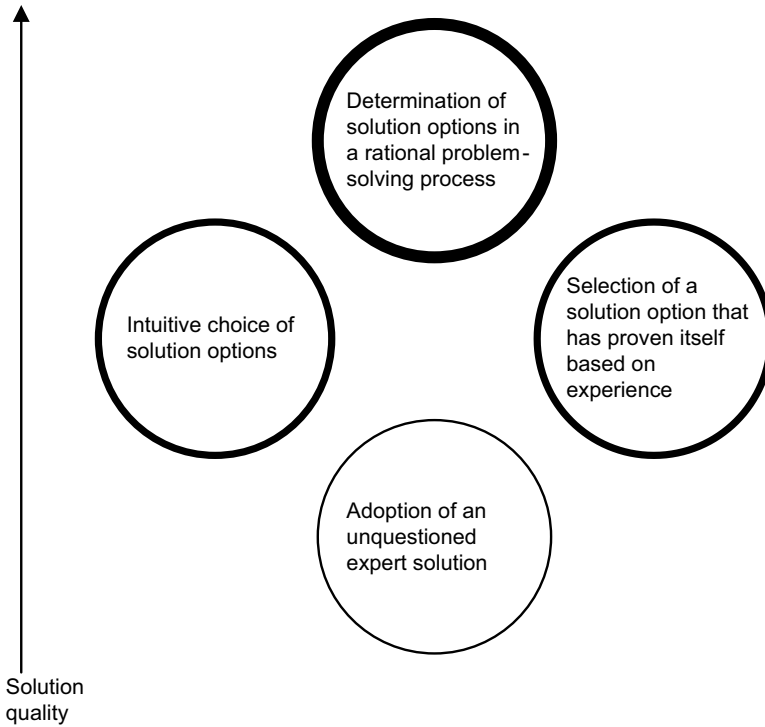 Determination of
solution options in
a rational problem-
solving process
Intuitive choice of
solution options
Selection of a
solution option that
has proven itself
based on
experience
Adoption of an
unquestioned
expert solution
Solution
quality